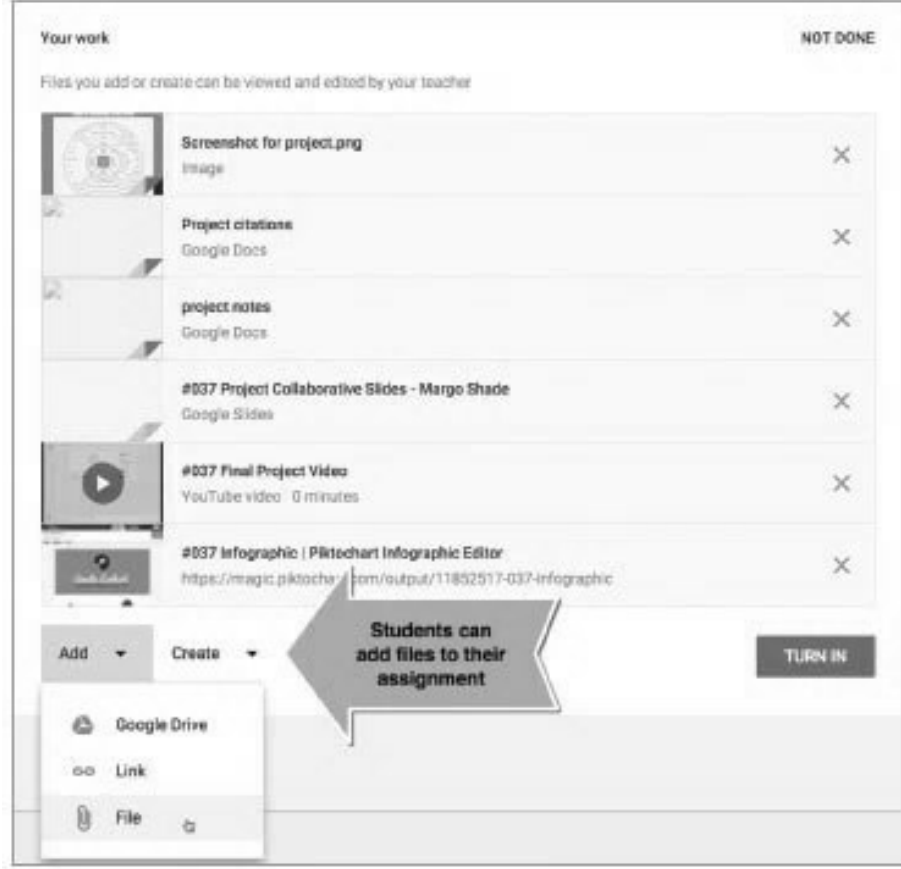 Your work
NOT DONE
Files you add or create can be viewed and edited by your teacher
Screenshot for project.png
Image
Project citations
Google Docs
project notes
Google Docs
#037 Project Collaborative Slides - Margo Shade
Google Slides
#037 Final Project Video
YouTube video 0 minutes
#037 Infographic | Piktochart Infographic Editor
https://magic.piktocha com/output/11852517-037-infographic
Students can
add files to their
assignment
Add
Create
TURN IN
Google Drive
Link
File